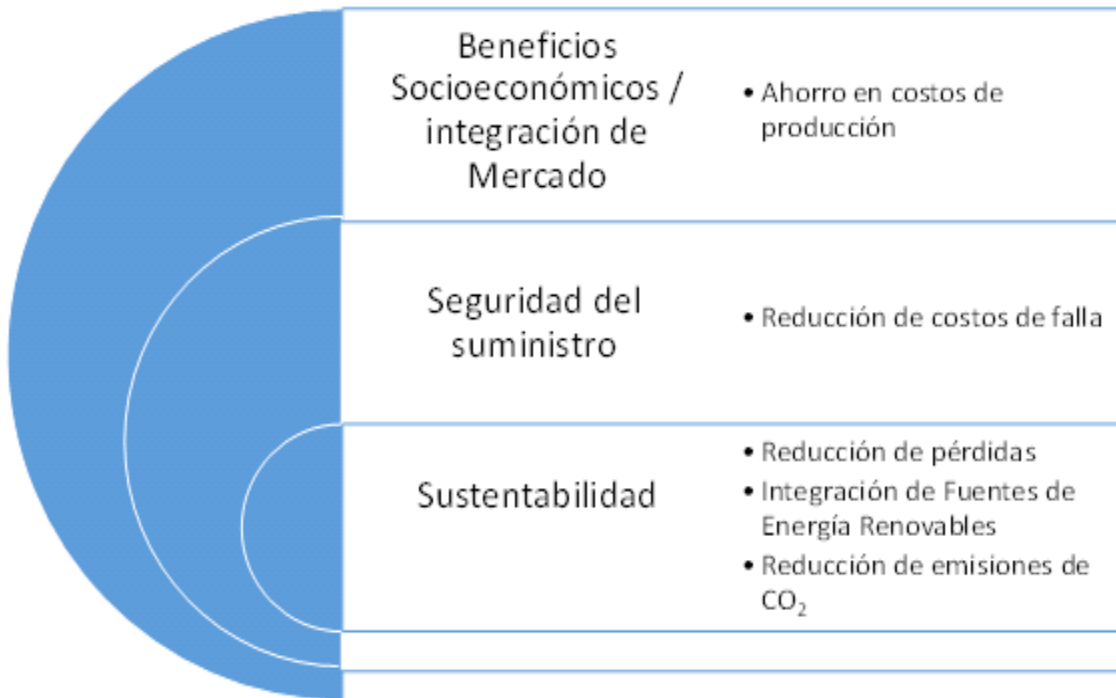 Beneficios
Socioeconómicos /
integración de
Mercado
• Ahorro en costos de
producción
Seguridad del
suministro
• Reducción de costos de falla
Sustentabilidad
• Reducción de pérdidas
• Integración de Fuentes de
Energía Renovables
• Reducción de emisiones de
CO₂